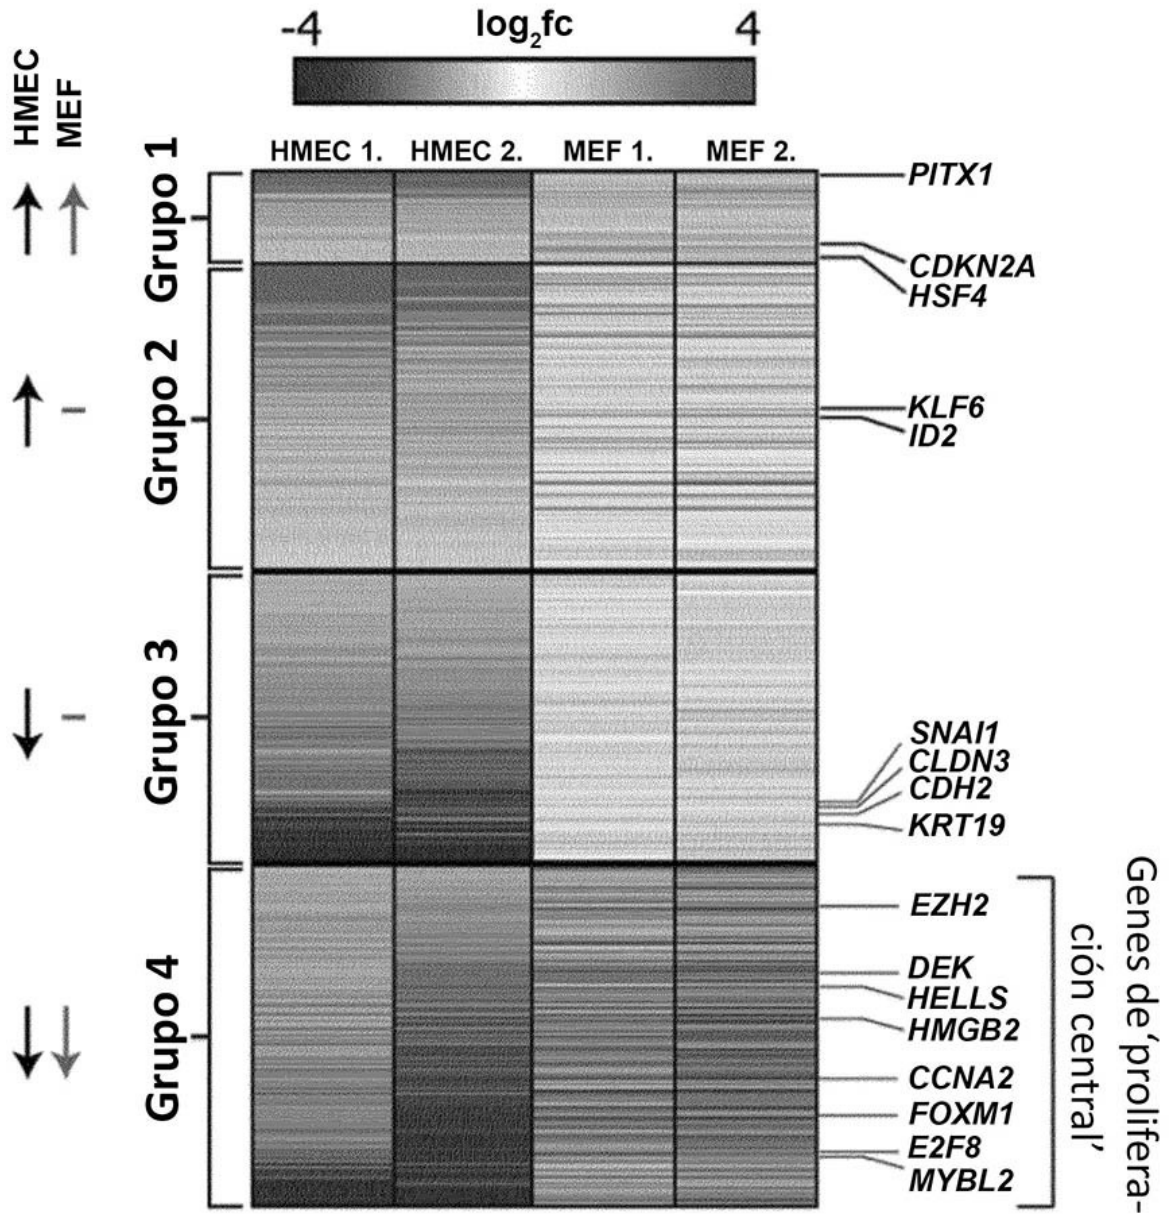 -4 log2fc 4
HMEC
MEF
HMEC 1. HMEC 2. MEF 1. MEF 2.
Grupo 1
PITX1
CDKN2A
HSF4
Grupo 2
KLF6
ID2
Grupo 3
SNAI1
CLDN3
CDH2
KRT19
Grupo 4
EZH2
DEK
HELLS
HMGB2
CCNA2
FOXM1
E2F8
MYBL2
Genes de ‘prolifera-
ción central’